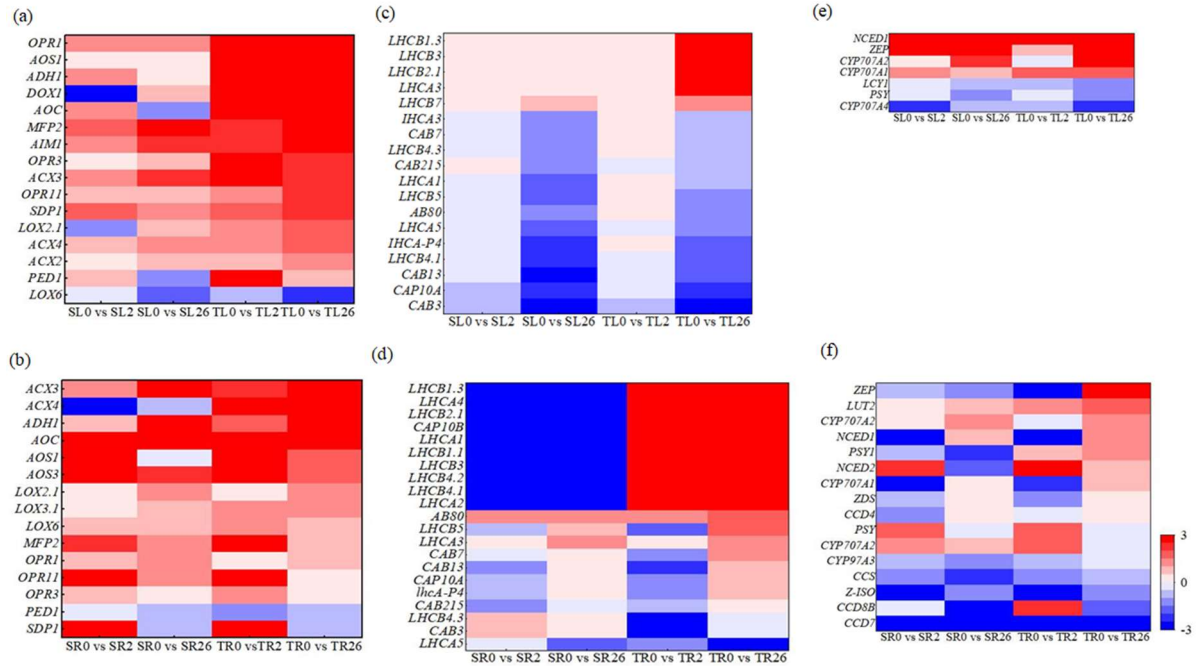 (a)
OPR1
AOS1
ADH1
DOX1
AOC
MFP2
AIM1
OPR3
ACX3
OPR11
SDP1
LOX2.1
ACX4
ACX2
PED1
LOX6
SL0 vs SL2 SL0 vs SL26 TL0 vs TL2 TL0 vs TL26
(c)
LHCB1.3
LHCB3
LHCB2.1
LHCA3
LHCB7
IHCA3
CAB7
LHCB4.3
CAB215
LHCA1
LHCB5
AB80
LHCA5
IHCA-P4
LHCB4.1
CAB13
CAP10A
CAB3
SL0 vs SL2 SL0 vs SL26 TL0 vs TL2 TL0 vs TL26
(e)
NCED1
ZEP
CYP707A2
CYP707A1
LCY1
PSY
CYP707A4
SL0 vs SL2 SL0 vs SL26 TL0 vs TL2 TL0 vs TL26
(b)
ACX3
ACX4
ADH1
AOC
AOS1
AOS3
LOX2.1
LOX3.1
LOX6
MFP2
OPR1
OPR11
OPR3
PED1
SDP1
SR0 vs SR2 SR0 vs SR26 TR0 vsTR2 TR0 vs TR26
(d)
LHCB1.3
LHCA4
LHCB2.1
CAP10B
LHCA1
LHCB1.1
LHCB3
LHCB4.2
LHCB4.1
LHCA2
AB80
LHCB5
LHCA3
CAB7
CAB13
CAP10A
lhcA-P4
CAB215
LHCB4.3
CAB3
LHCA5
SR0 vs SR2 SR0 vs SR26 TR0 vs TR2 TR0 vs TR26
(f)
ZEP
LUT2
CYP707A2
NCED1
PSY1
NCED2
CYP707A1
ZDS
CCD4
PSY
CYP707A2
CYP97A3
CCS
Z-ISO
CCD8B
CCD7
SR0 vs SR2 SR0 vs SR26 TR0 vs TR2 TR0 vs TR26
3
2
1
0
-1
-2
-3